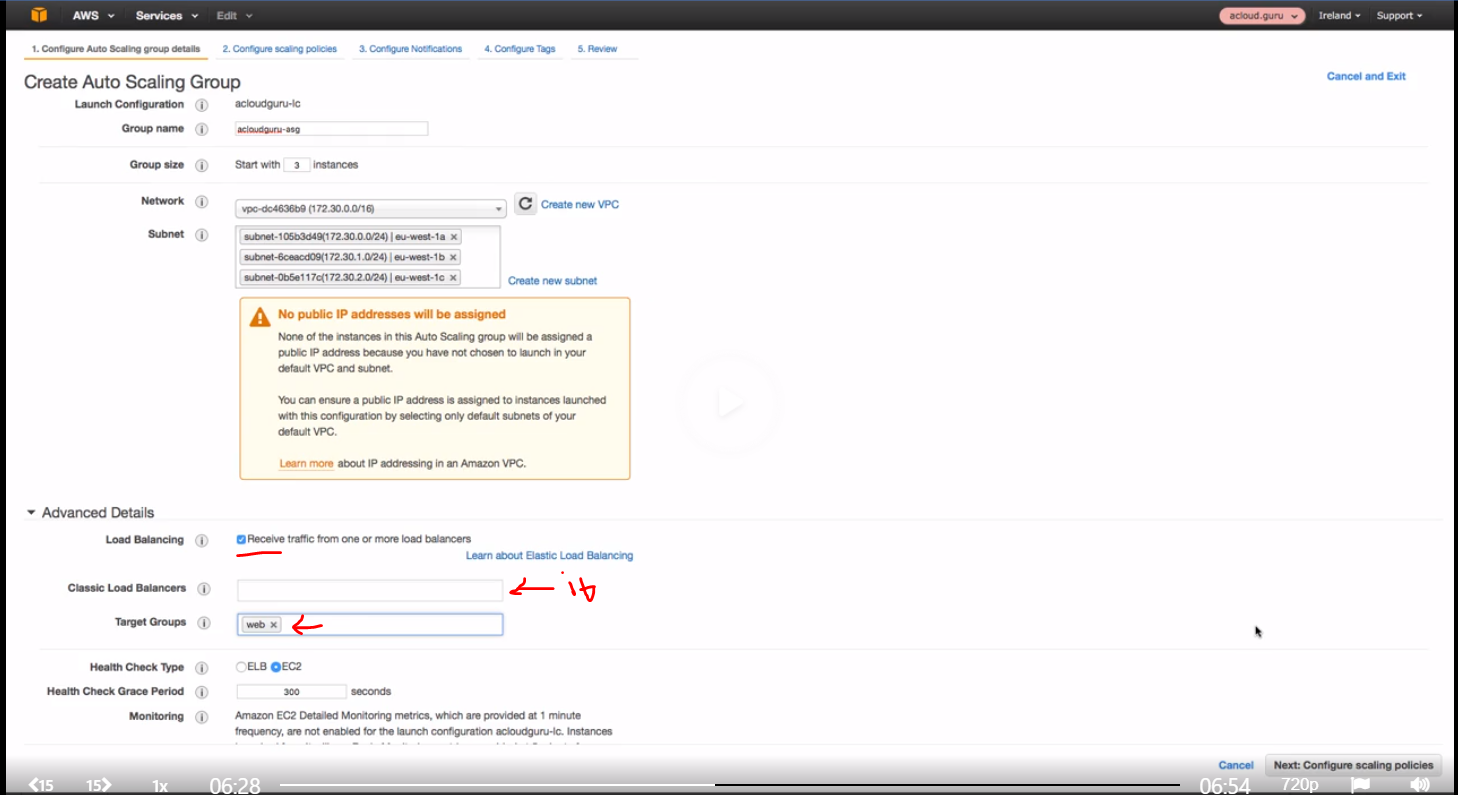 AWS Services Edit acloud.guru Ireland Support
1. Configure Auto Scaling group details 2. Configure scaling policies 3. Configure Notifications 4. Configure Tags 5. Review
Create Auto Scaling Group
Cancel and Exit
Launch Configuration acloudguru-lc
Group name acloudguru-asg
Group size Start with 3 instances
Network vpc-dc4636b9 (172.30.0.0/16) Create new VPC
Subnet subnet-105b3d49(172.30.0.0/24) | eu-west-1a
subnet-6ceacd09(172.30.1.0/24) | eu-west-1b
subnet-0b5e117c(172.30.2.0/24) | eu-west-1c
Create new subnet
No public IP addresses will be assigned
None of the instances in this Auto Scaling group will be assigned a
public IP address because you have not chosen to launch in your
default VPC and subnet.
You can ensure a public IP address is assigned to instances launched
with this configuration by selecting only default subnets of your
default VPC.
Learn more about IP addressing in an Amazon VPC.
Advanced Details
Load Balancing Receive traffic from one or more load balancers
Learn about Elastic Load Balancing
Classic Load Balancers
Target Groups web
Health Check Type ELB EC2
Health Check Grace Period 300 seconds
Monitoring Amazon EC2 Detailed Monitoring metrics, which are provided at 1 minute
frequency, are not enabled for the launch configuration acloudguru-lc. Instances
Cancel Next: Configure scaling policies
15 15 1x 06:28 06:54 720p